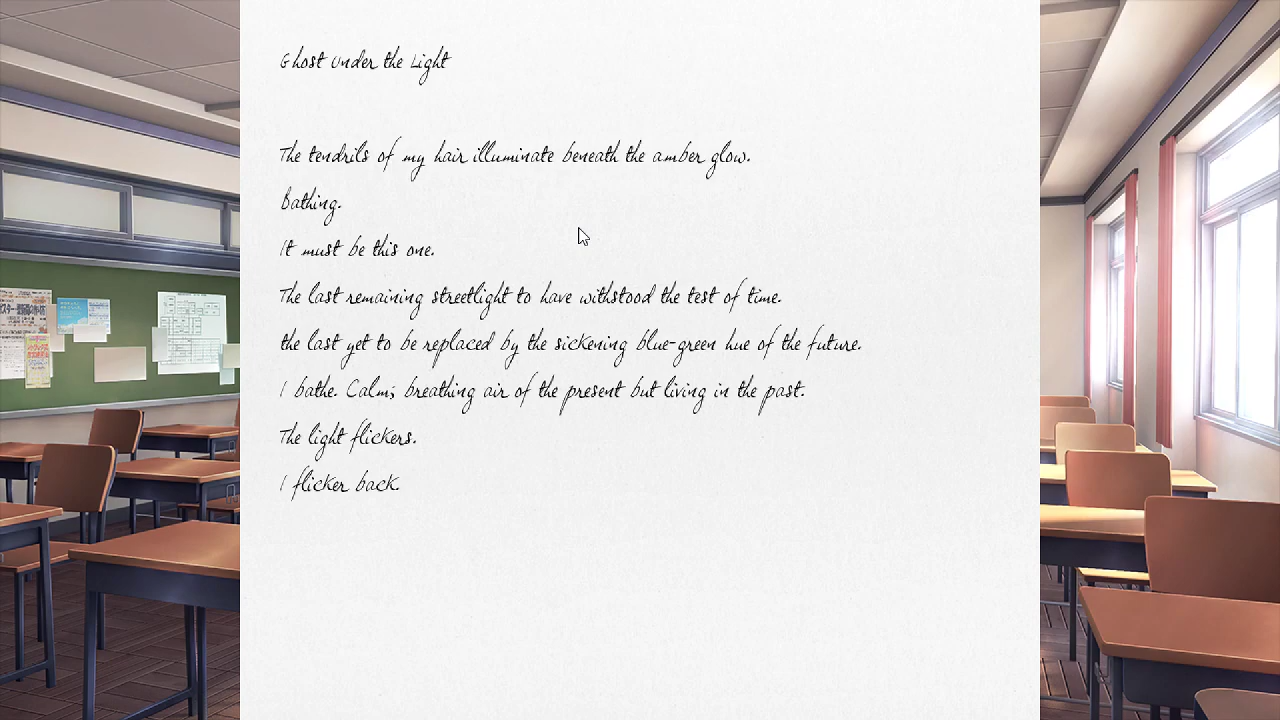 Ghost Under the Light
The tendrils of my hair illuminate beneath the amber glow.
Bathing.
It must be this one.
The last remaining streetlight to have withstood the test of time.
the last yet to be replaced by the sickening blue-green hue of the future.
I bathe. Calm; breathing air of the present but living in the past.
The light flickers.
I flicker back.